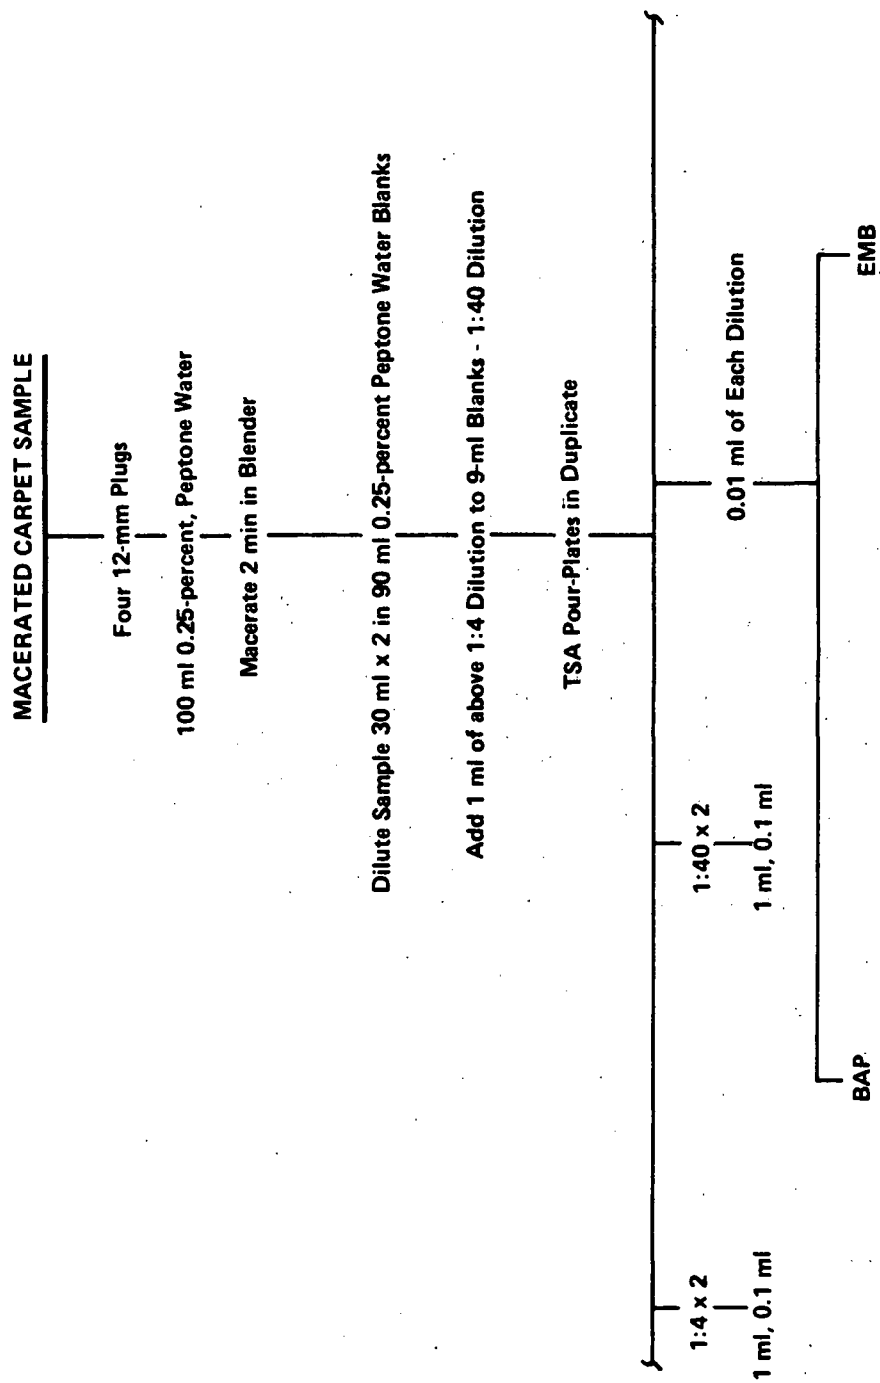 MACERATED CARPET SAMPLE
Four 12-mm Plugs
100 ml 0.25-percent, Peptone Water
Macerate 2 min in Blender
Dilute Sample 30 ml x 2 in 90 ml 0.25-percent Peptone Water Blanks
Add 1 ml of above 1:4 Dilution to 9-ml Blanks - 1:40 Dilution
TSA Pour-Plates in Duplicate
1:4 x 2
1 ml, 0.1 ml
1:40 x 2
1 ml, 0.1 ml
0.01 ml of Each Dilution
BAP
EMB